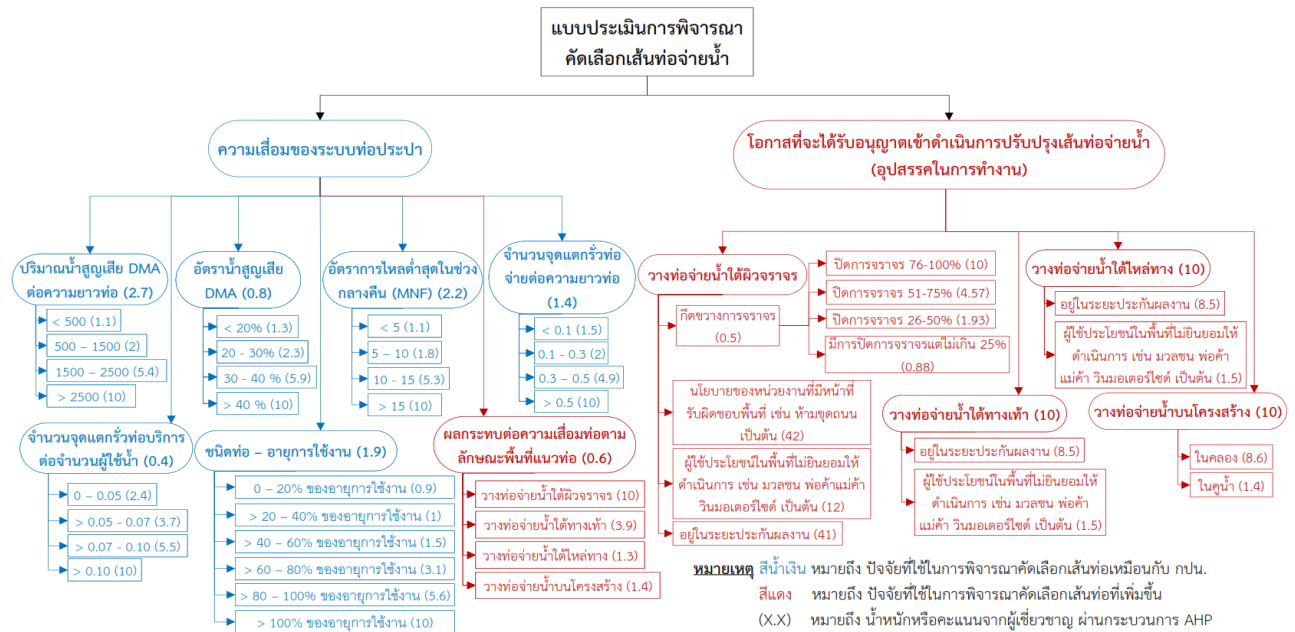 แบบประเมินการพิจารณา
คัดเลือกเส้นท่อจ่ายน้ำ
ความเสื่อมของระบบท่อประปา
โอกาสที่จะได้รับอนุญาตเข้าดำเนินการปรับปรุงเส้นท่อจ่ายน้ำ
(อุปสรรคในการทำงาน)
ปริมาณน้ำสูญเสีย DMA
ต่อความยาวท่อ (2.7)
< 500 (1.1)
500 – 1500 (2)
1500 – 2500 (5.4)
> 2500 (10)
อัตราน้ำสูญเสีย
DMA (0.8)
< 20% (1.3)
20 - 30% (2.3)
30 - 40 % (5.9)
> 40 % (10)
อัตราการไหลต่ำสุดในช่วง
กลางคืน (MNF) (2.2)
< 5 (1.1)
5 – 10 (1.8)
10 - 15 (5.3)
> 15 (10)
จำนวนจุดแตกรั่วท่อ
จ่ายต่อความยาวท่อ
(1.4)
< 0.1 (1.5)
0.1 - 0.3 (2)
0.3 – 0.5 (4.9)
> 0.5 (10)
จำนวนจุดแตกรั่วท่อบริการ
ต่อจำนวนผู้ใช้น้ำ (0.4)
0 – 0.05 (2.4)
> 0.05 - 0.07 (3.7)
> 0.07 - 0.10 (5.5)
> 0.10 (10)
ชนิดท่อ – อายุการใช้งาน (1.9)
0 – 20% ของอายุการใช้งาน (0.9)
> 20 – 40% ของอายุการใช้งาน (1)
> 40 – 60% ของอายุการใช้งาน (1.5)
> 60 – 80% ของอายุการใช้งาน (3.1)
> 80 – 100% ของอายุการใช้งาน (5.6)
> 100% ของอายุการใช้งาน (10)
ผลกระทบต่อความเสื่อมท่อตาม
ลักษณะพื้นที่แนวท่อ (0.6)
วางท่อจ่ายน้ำใต้ผิวจราจร (10)
วางท่อจ่ายน้ำใต้ทางเท้า (3.9)
วางท่อจ่ายน้ำใต้ไหล่ทาง (1.3)
วางท่อจ่ายน้ำบนโครงสร้าง (1.4)
วางท่อจ่ายน้ำใต้ผิวจราจร
กีดขวางการจราจร
(0.5)
ปิดการจราจร 76-100% (10)
ปิดการจราจร 51-75% (4.57)
ปิดการจราจร 26-50% (1.93)
มีการปิดการจราจรแต่ไม่เกิน 25%
(0.88)
นโยบายของหน่วยงานที่มีหน้าที่
รับผิดชอบพื้นที่ เช่น ห้ามขุดถนน
เป็นต้น (42)
ผู้ใช้ประโยชน์ในพื้นที่ไม่ยินยอมให้
ดำเนินการ เช่น มวลชน พ่อค้าแม่ค้า
วินมอเตอร์ไซด์ เป็นต้น (12)
อยู่ในระยะประกันผลงาน (41)
วางท่อจ่ายน้ำใต้ทางเท้า (10)
อยู่ในระยะประกันผลงาน (8.5)
ผู้ใช้ประโยชน์ในพื้นที่ไม่ยินยอมให้
ดำเนินการ เช่น มวลชน พ่อค้า
แม่ค้า วินมอเตอร์ไซด์ เป็นต้น (1.5)
วางท่อจ่ายน้ำใต้ไหล่ทาง (10)
อยู่ในระยะประกันผลงาน (8.5)
ผู้ใช้ประโยชน์ในพื้นที่ไม่ยินยอมให้
ดำเนินการ เช่น มวลชน พ่อค้า
แม่ค้า วินมอเตอร์ไซด์ เป็นต้น (1.5)
วางท่อจ่ายน้ำบนโครงสร้าง (10)
ในคลอง (8.6)
ในคูน้ำ (1.4)
หมายเหตุ สีน้ำเงิน หมายถึง ปัจจัยที่ใช้ในการพิจารณาคัดเลือกเส้นท่อเหมือนกับ กปน.
สีแดง หมายถึง ปัจจัยที่ใช้ในการพิจารณาคัดเลือกเส้นท่อที่เพิ่มขึ้น
(X.X) หมายถึง น้ำหนักหรือคะแนนจากผู้เชี่ยวชาญ ผ่านกระบวนการ AHP